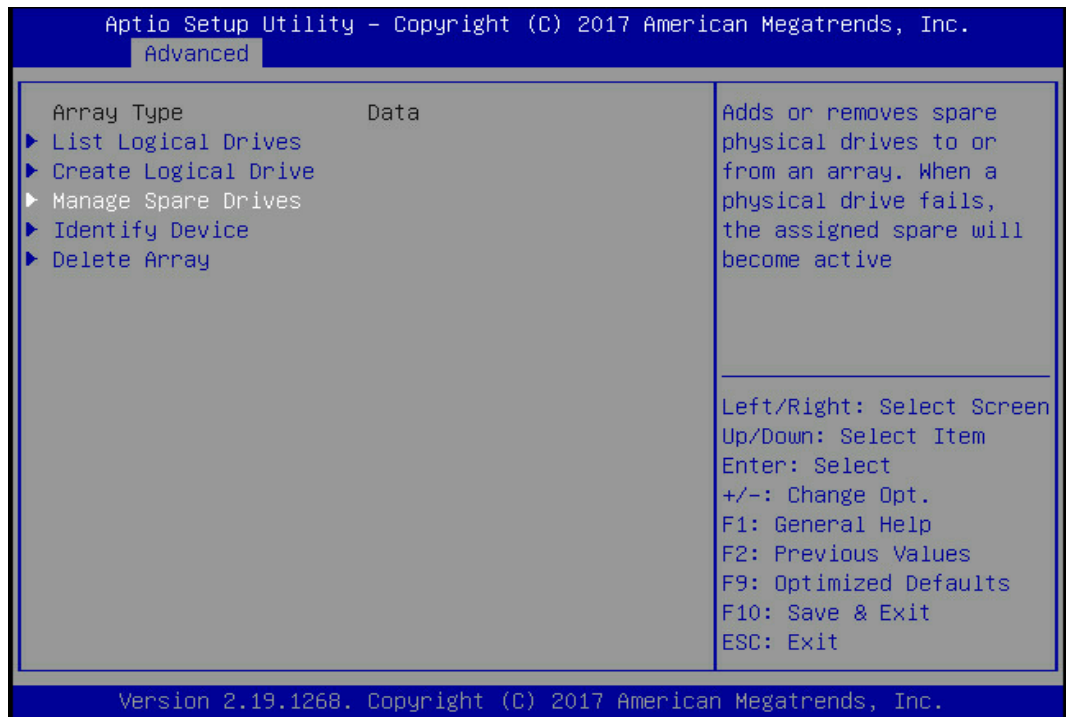 Aptio Setup Utility – Copyright (C) 2017 American Megatrends, Inc.
Advanced
Array Type Data
▶ List Logical Drives
▶ Create Logical Drive
▶ Manage Spare Drives
▶ Identify Device
▶ Delete Array
Adds or removes spare
physical drives to or
from an array. When a
physical drive fails,
the assigned spare will
become active
Left/Right: Select Screen
Up/Down: Select Item
Enter: Select
+/-: Change Opt.
F1: General Help
F2: Previous Values
F9: Optimized Defaults
F10: Save & Exit
ESC: Exit
Version 2.19.1268. Copyright (C) 2017 American Megatrends, Inc.